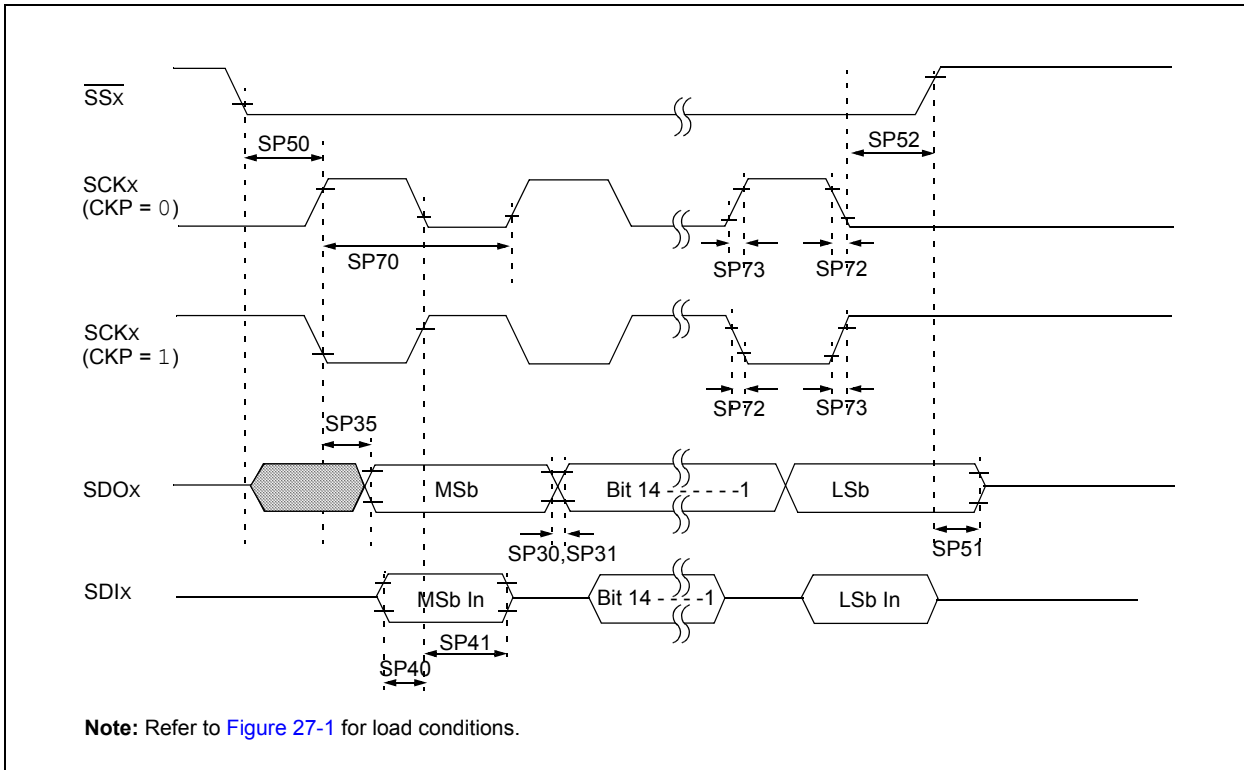 SSx
SP50
SP52
SCKx
(CKP = 0)
SP70
SP73
SP72
SCKx
(CKP = 1)
SP72
SP73
SP35
SDOx
MSb
Bit 14 - - - - - -1
LSb
SP30,SP31
SP51
SDIx
MSb In
Bit 14 - - - -1
LSb In
SP41
SP40
Note: Refer to Figure 27-1 for load conditions.